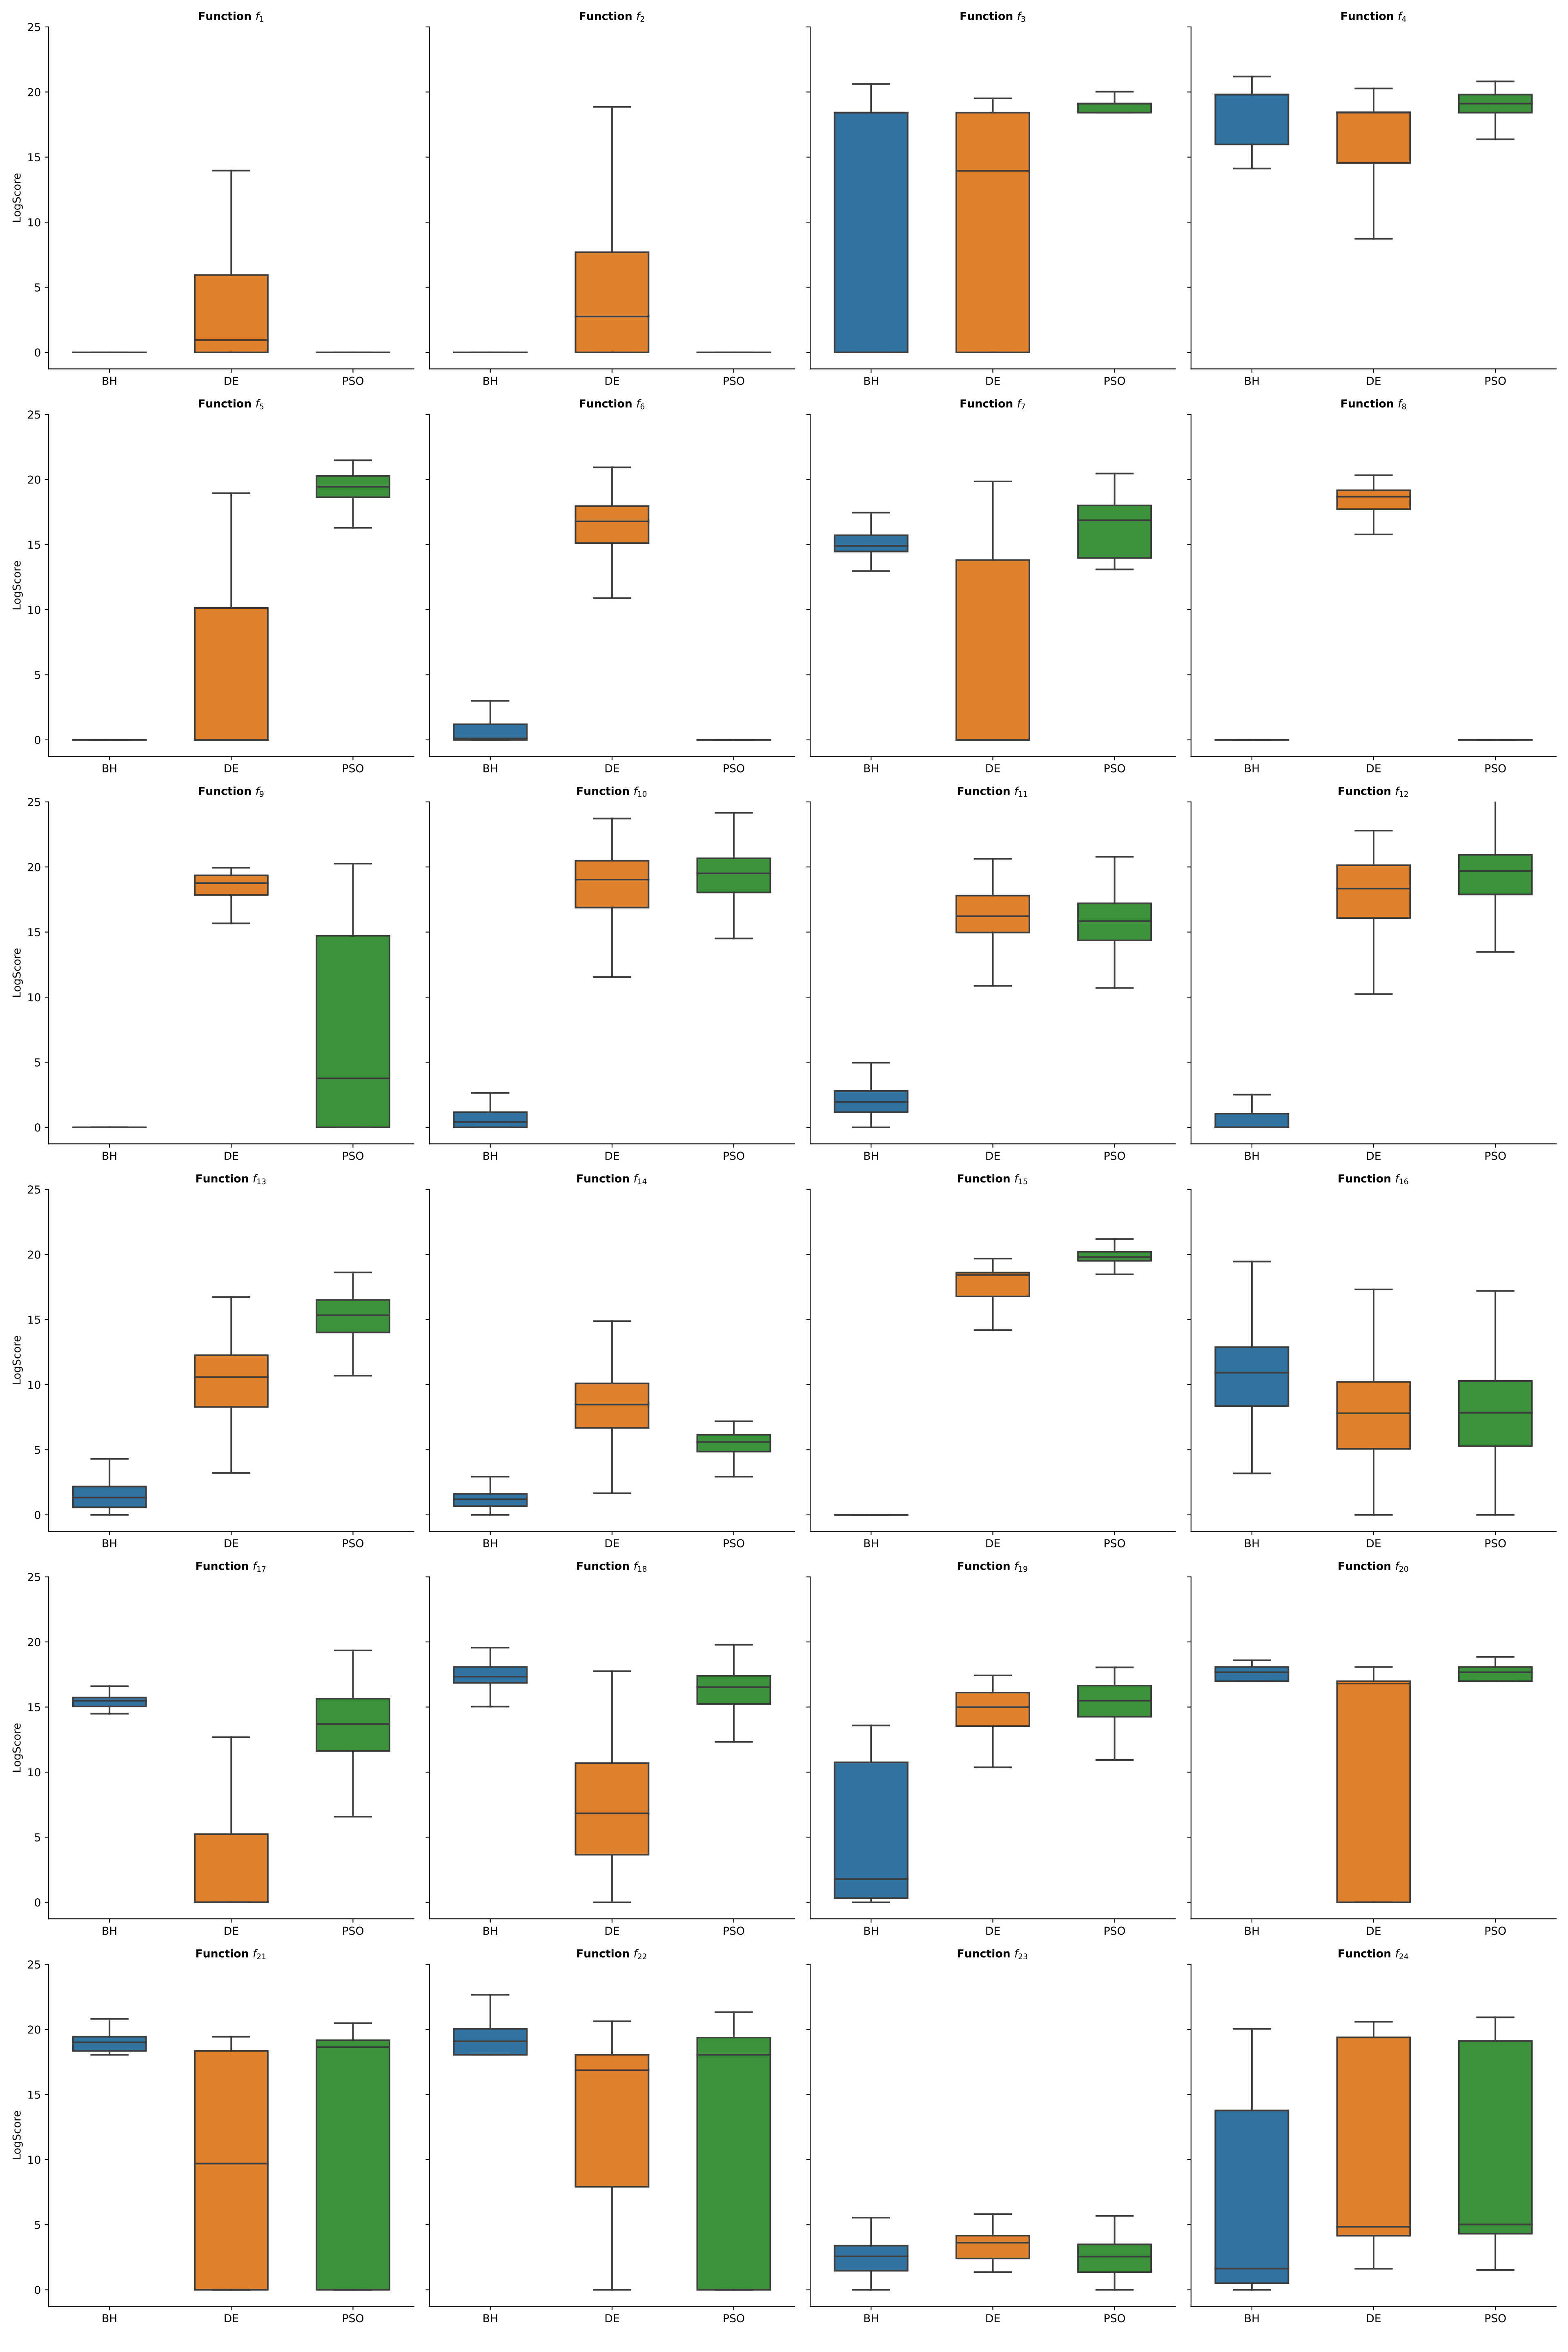 Function f1 Function f2 Function f3 Function f4
25
20
15
10
5
0
LogScore
BH DE PSO BH DE PSO BH DE PSO BH DE PSO
Function f5 Function f6 Function f7 Function f8
25
20
15
10
5
0
LogScore
BH DE PSO BH DE PSO BH DE PSO BH DE PSO
Function f9 Function f10 Function f11 Function f12
25
20
15
10
5
0
LogScore
BH DE PSO BH DE PSO BH DE PSO BH DE PSO
Function f13 Function f14 Function f15 Function f16
25
20
15
10
5
0
LogScore
BH DE PSO BH DE PSO BH DE PSO BH DE PSO
Function f17 Function f18 Function f19 Function f20
25
20
15
10
5
0
LogScore
BH DE PSO BH DE PSO BH DE PSO BH DE PSO
Function f21 Function f22 Function f23 Function f24
25
20
15
10
5
0
LogScore
BH DE PSO BH DE PSO BH DE PSO BH DE PSO